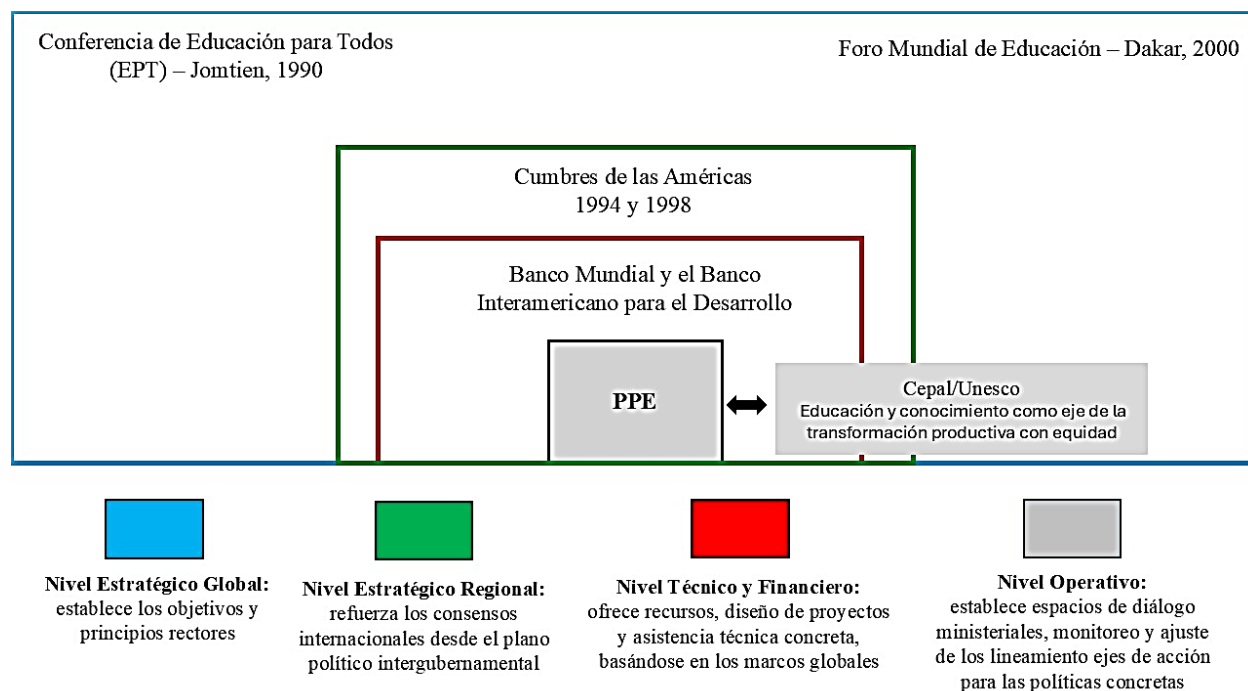 Conferencia de Educación para Todos
(EPT) – Jomtien, 1990
Foro Mundial de Educación – Dakar, 2000
Cumbres de las Américas
1994 y 1998
Banco Mundial y el Banco
Interamericano para el Desarrollo
PPE
Cepal/Unesco
Educación y conocimiento como eje de la
transformación productiva con equidad
Nivel Estratégico Global:
establece los objetivos y
principios rectores
Nivel Estratégico Regional:
refuerza los consensos
internacionales desde el plano
político intergubernamental
Nivel Técnico y Financiero:
ofrece recursos, diseño de proyectos
y asistencia técnica concreta,
basándose en los marcos globales
Nivel Operativo:
establece espacios de diálogo
ministeriales, monitoreo y ajuste
de los lineamiento ejes de acción
para las políticas concretas